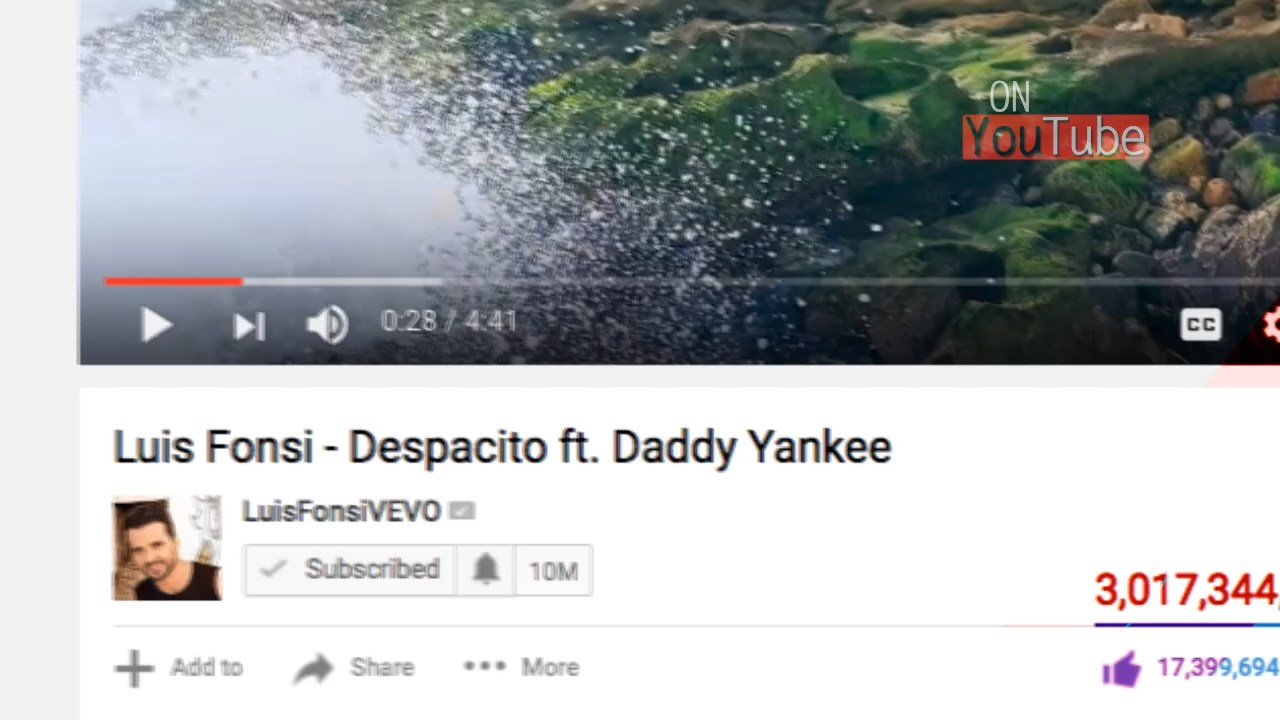 ON
YouTube
0:28 / 4:41
CC
Luis Fonsi - Despacito ft. Daddy Yankee
LuisFonsiVEVO
Subscribed 10M
3,017,344,
Add to Share More
17,399,694